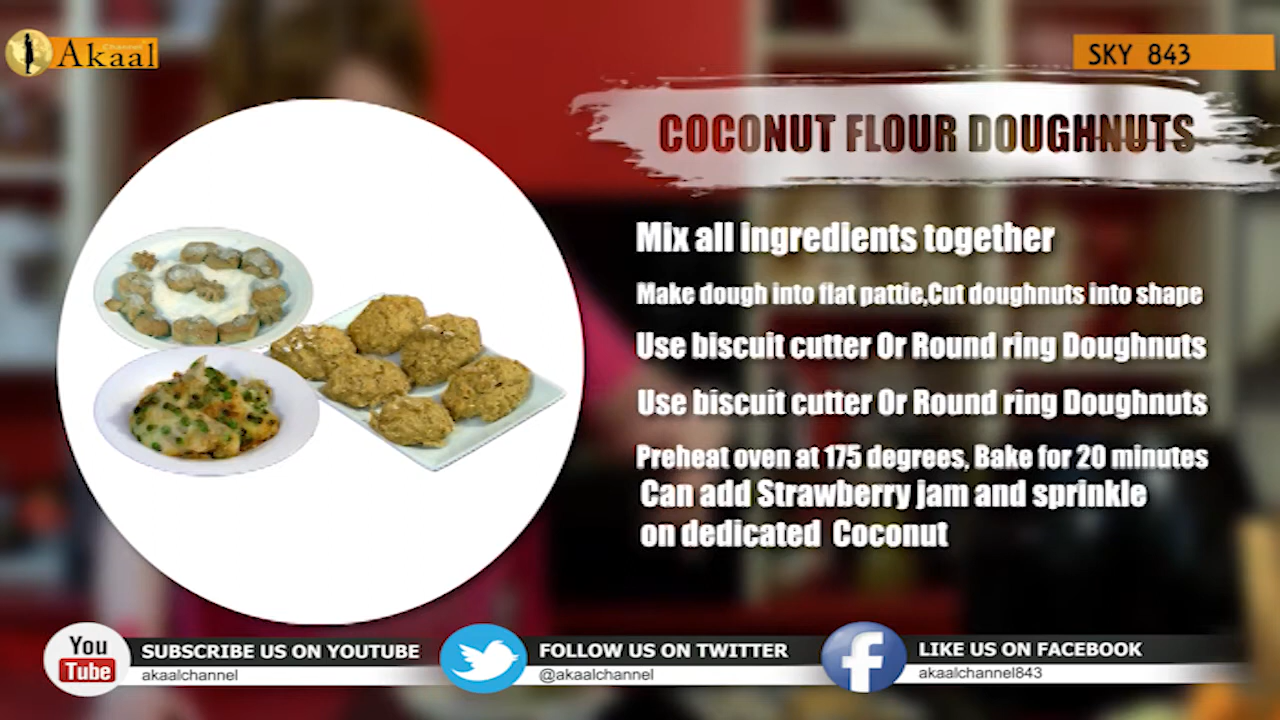 Akaal
Channel
SKY 843
COCONUT FLOUR DOUGHNUTS
Mix all ingredients together
Make dough into flat pattie,Cut doughnuts into shape
Use biscuit cutter Or Round ring Doughnuts
Use biscuit cutter Or Round ring Doughnuts
Preheat oven at 175 degrees, Bake for 20 minutes
Can add Strawberry jam and sprinkle
on dedicated Coconut
You
Tube
SUBSCRIBE US ON YOUTUBE
akaalchannel
FOLLOW US ON TWITTER
@akaalchannel
f
LIKE US ON FACEBOOK
akaalchannel843